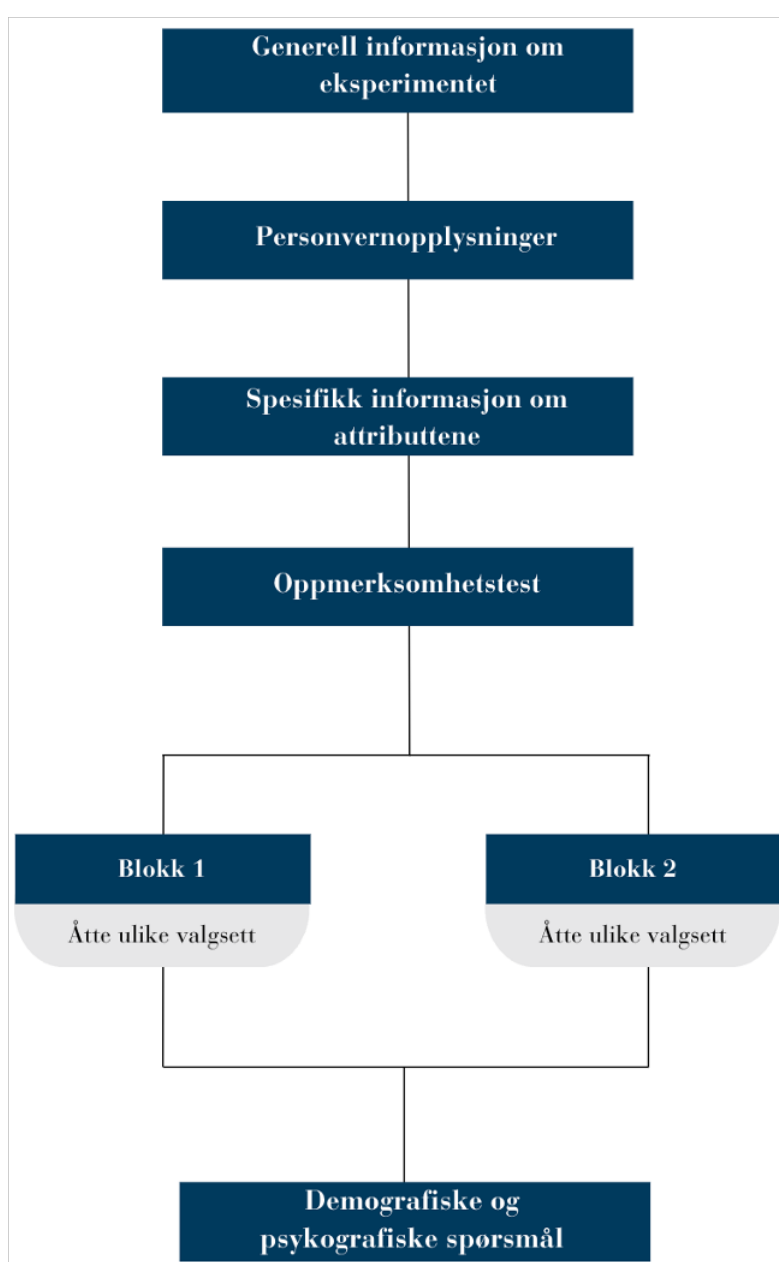 Generell informasjon om
eksperimentet
Personvernopplysninger
Spesifikk informasjon om
attributtene
Oppmerksomhetstest
Blokk 1
Åtte ulike valgsett
Blokk 2
Åtte ulike valgsett
Demografiske og
psykografiske spørsmål